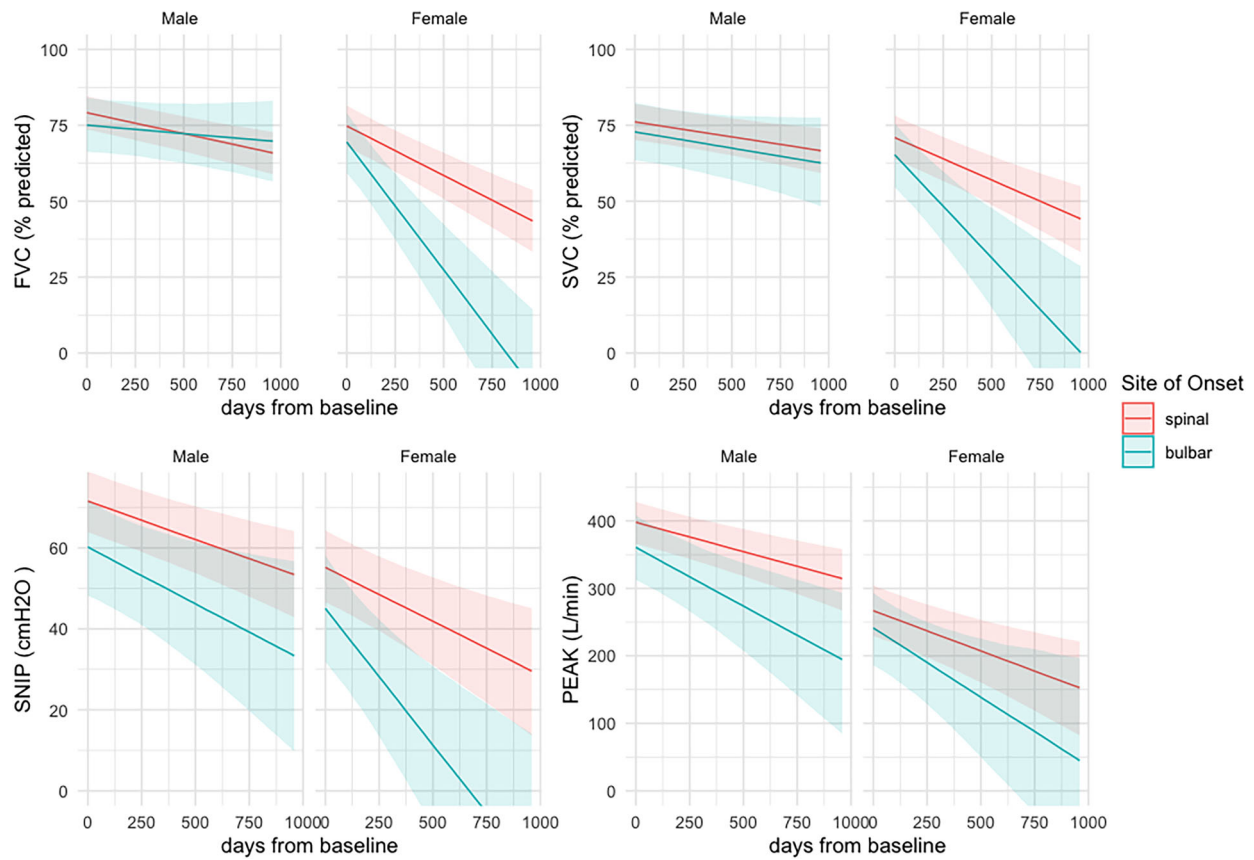 Male Female
100
75
50
25
0
FVC (% predicted)
0 250 500 750 1000 0 250 500 750 1000
days from baseline
Male Female
100
75
50
25
0
SVC (% predicted)
0 250 500 750 1000 0 250 500 750 1000
days from baseline
Site of Onset
spinal
bulbar
Male Female
60
40
20
0
SNIP (cmH2O )
0 250 500 750 1000 0 250 500 750 1000
days from baseline
Male Female
400
300
200
100
0
PEAK (L/min)
0 250 500 750 1000 0 250 500 750 1000
days from baseline